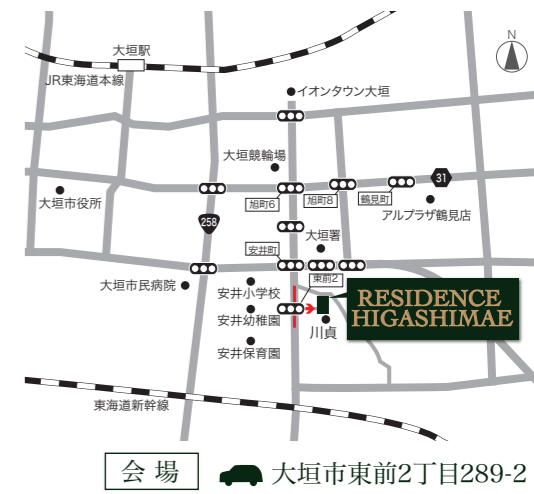 N
大垣駅
JR東海道本線
イオンタウン大垣
大垣競輪場
31
大垣市役所
旭町6
旭町8
鶴見町
アルプラザ鶴見店
258
安井町
大垣署
東前2
大垣市民病院
安井小学校
安井幼稚園
安井保育園
川貞
RESIDENCE
HIGASHIMAE
東海道新幹線
会場
大垣市東前2丁目289-2